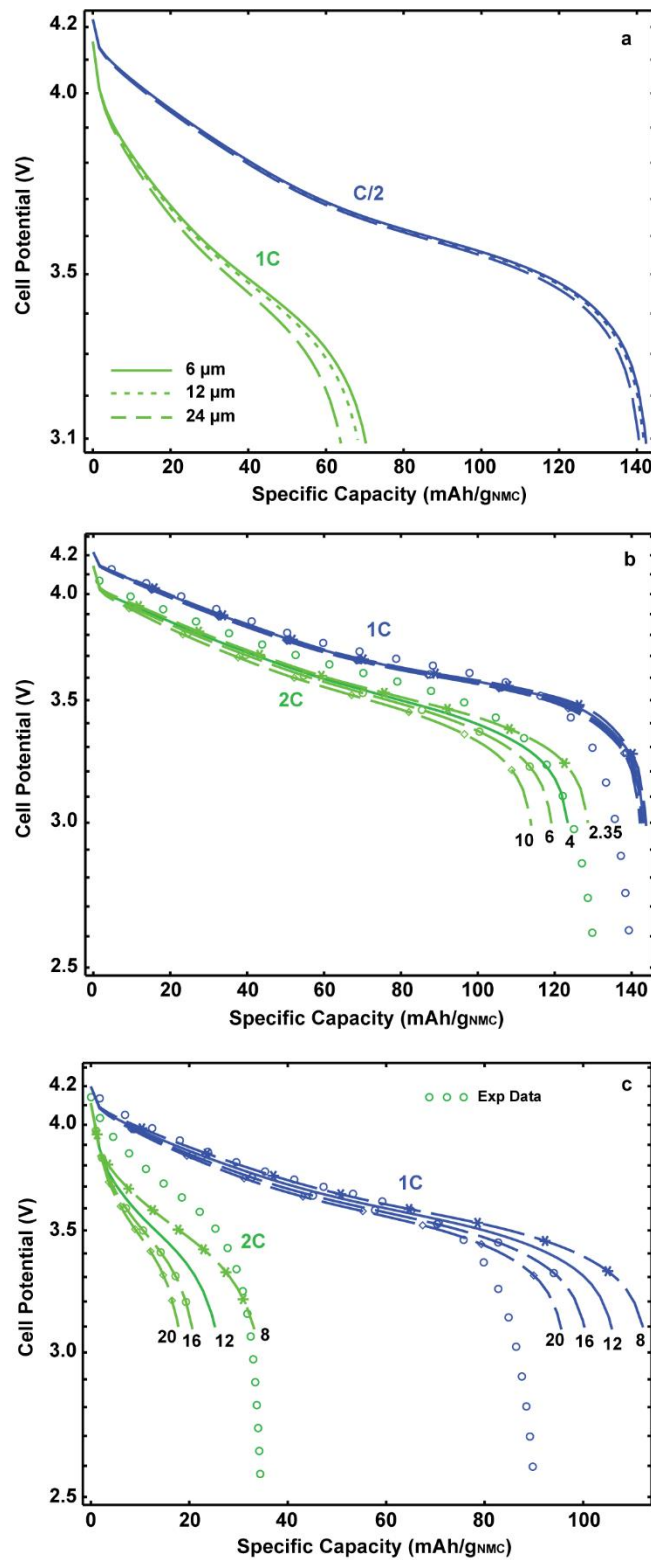 a
4.2
4.0
3.5
3.1
Cell Potential (V)
C/2
1C
6 μm
12 μm
24 μm
0 20 40 60 80 100 120 140
Specific Capacity (mAh/gNMC)
b
4.2
4.0
3.5
3.0
2.5
Cell Potential (V)
1C
2C
10 6 4 2.35
0 20 40 60 80 100 120 140
Specific Capacity (mAh/gNMC)
c
4.2
4.0
3.5
3.0
2.5
Cell Potential (V)
Exp Data
1C
2C
20 16 12 8
20 16 12 8
0 20 40 60 80 100
Specific Capacity (mAh/gNMC)